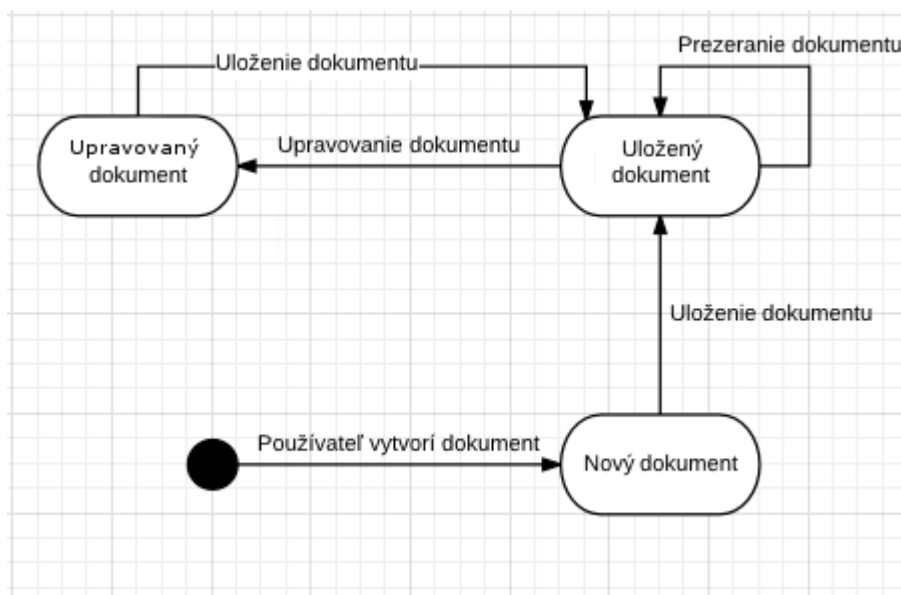 Prezeranie dokumentu
Uloženie dokumentu
Upravovaný
dokument
Upravovanie dokumentu
Uložený
dokument
Uloženie dokumentu
Používateľ vytvorí dokument
Nový dokument